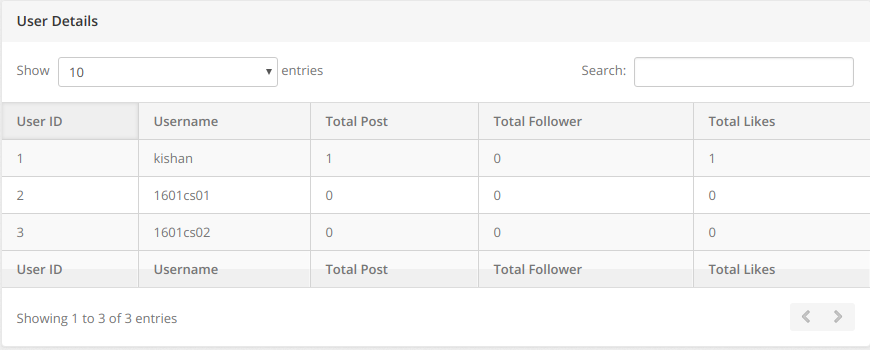 User Details
Show 10 entries Search:
User ID Username Total Post Total Follower Total Likes
1 kishan 1 0 1
2 1601cs01 0 0 0
3 1601cs02 0 0 0
User ID Username Total Post Total Follower Total Likes
Showing 1 to 3 of 3 entries